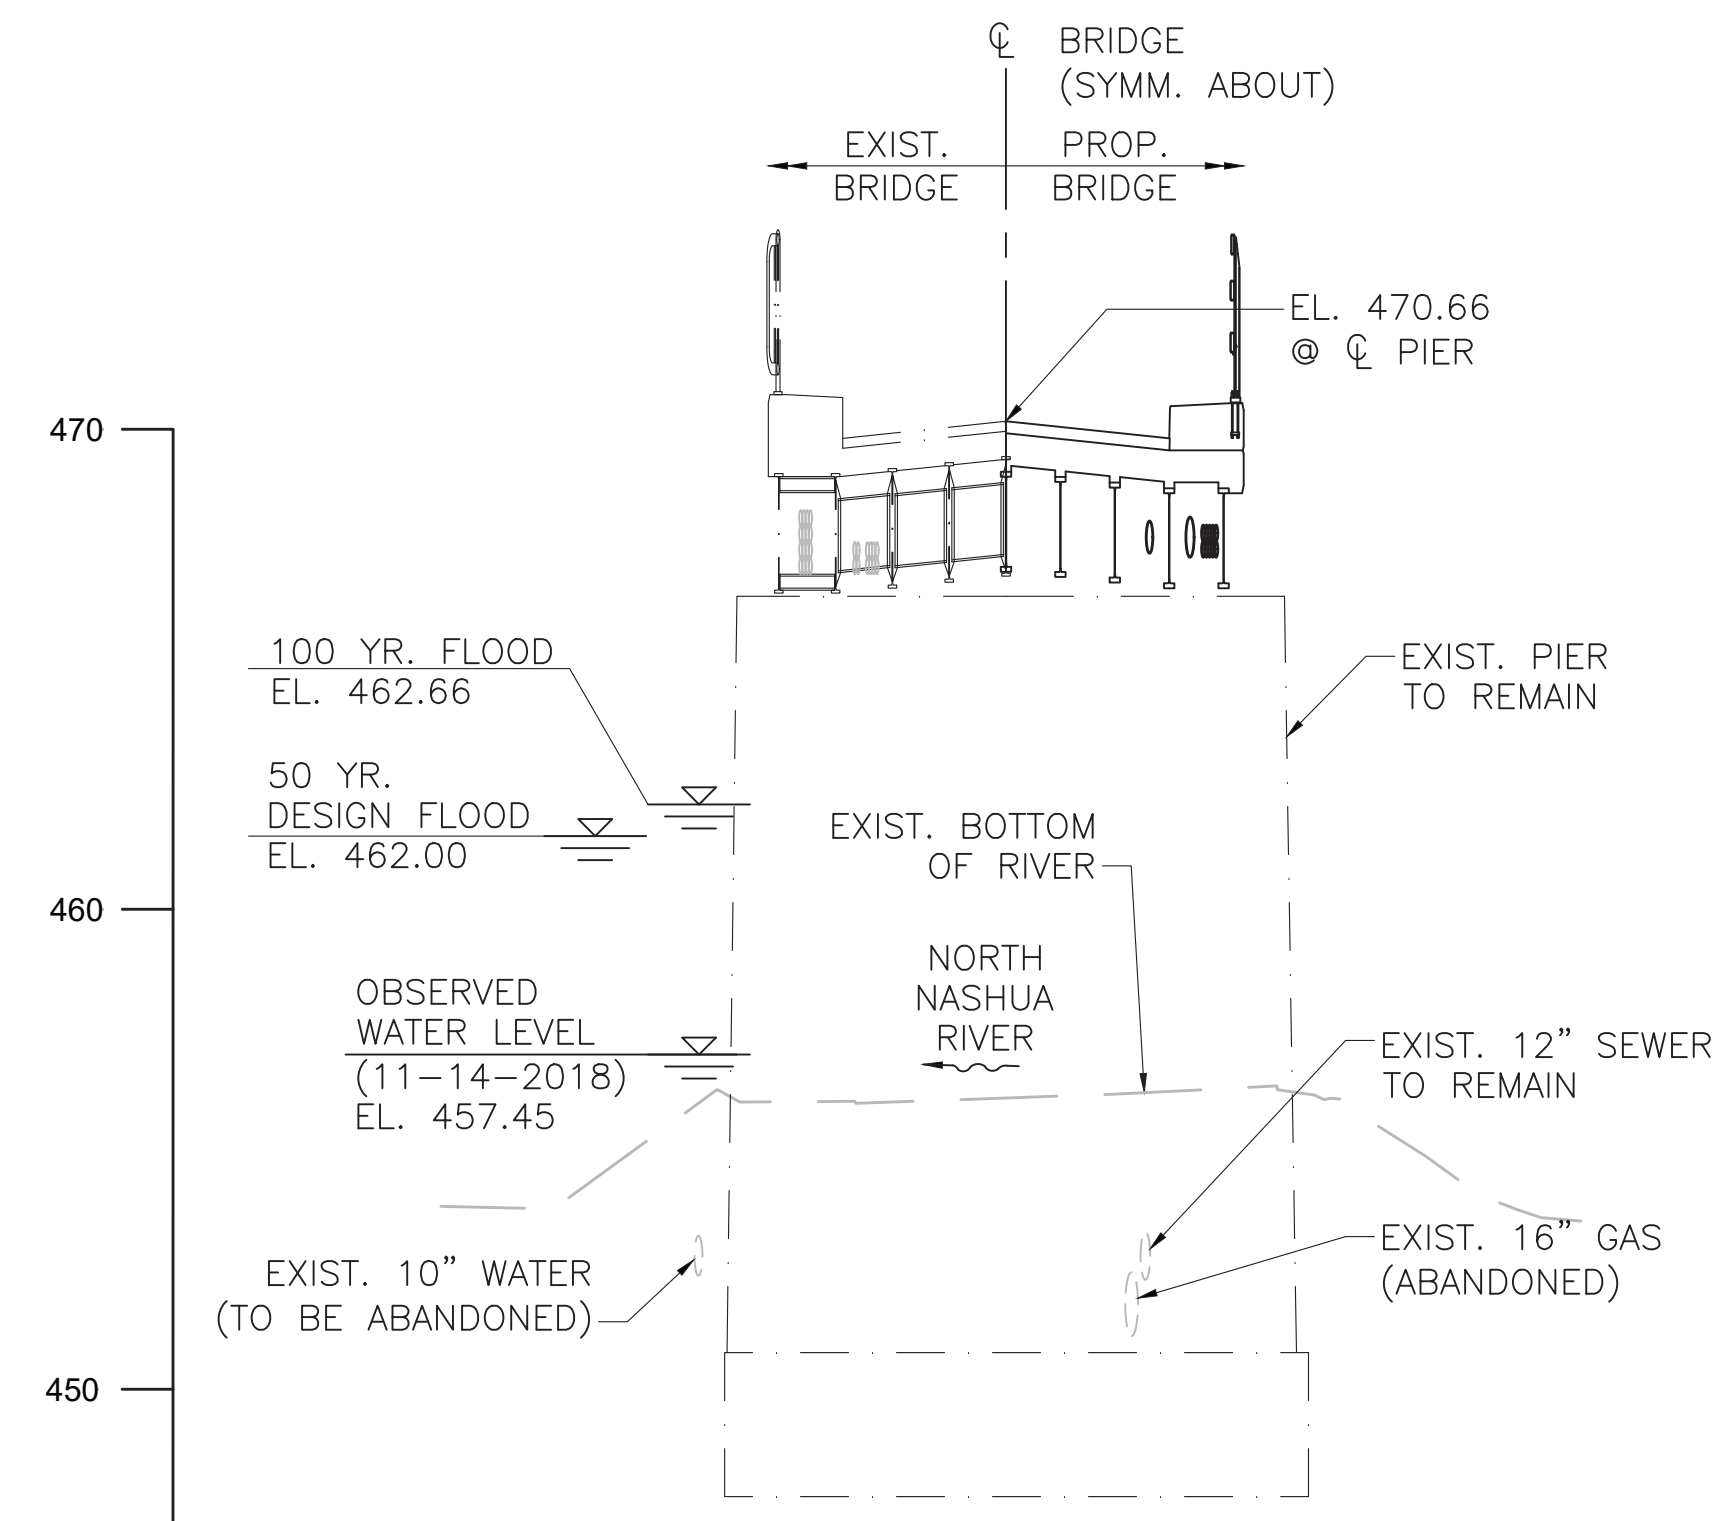 ℄ BRIDGE
(SYMM. ABOUT)
EXIST.
BRIDGE
PROP.
BRIDGE
EL. 470.66
@ ℄ PIER
470
100 YR. FLOOD
EL. 462.66
EXIST. PIER
TO REMAIN
50 YR.
DESIGN FLOOD
EL. 462.00
EXIST. BOTTOM
OF RIVER
460
NORTH
NASHUA
RIVER
OBSERVED
WATER LEVEL
(11-14-2018)
EL. 457.45
EXIST. 12" SEWER
TO REMAIN
EXIST. 10" WATER
(TO BE ABANDONED)
EXIST. 16" GAS
(ABANDONED)
450